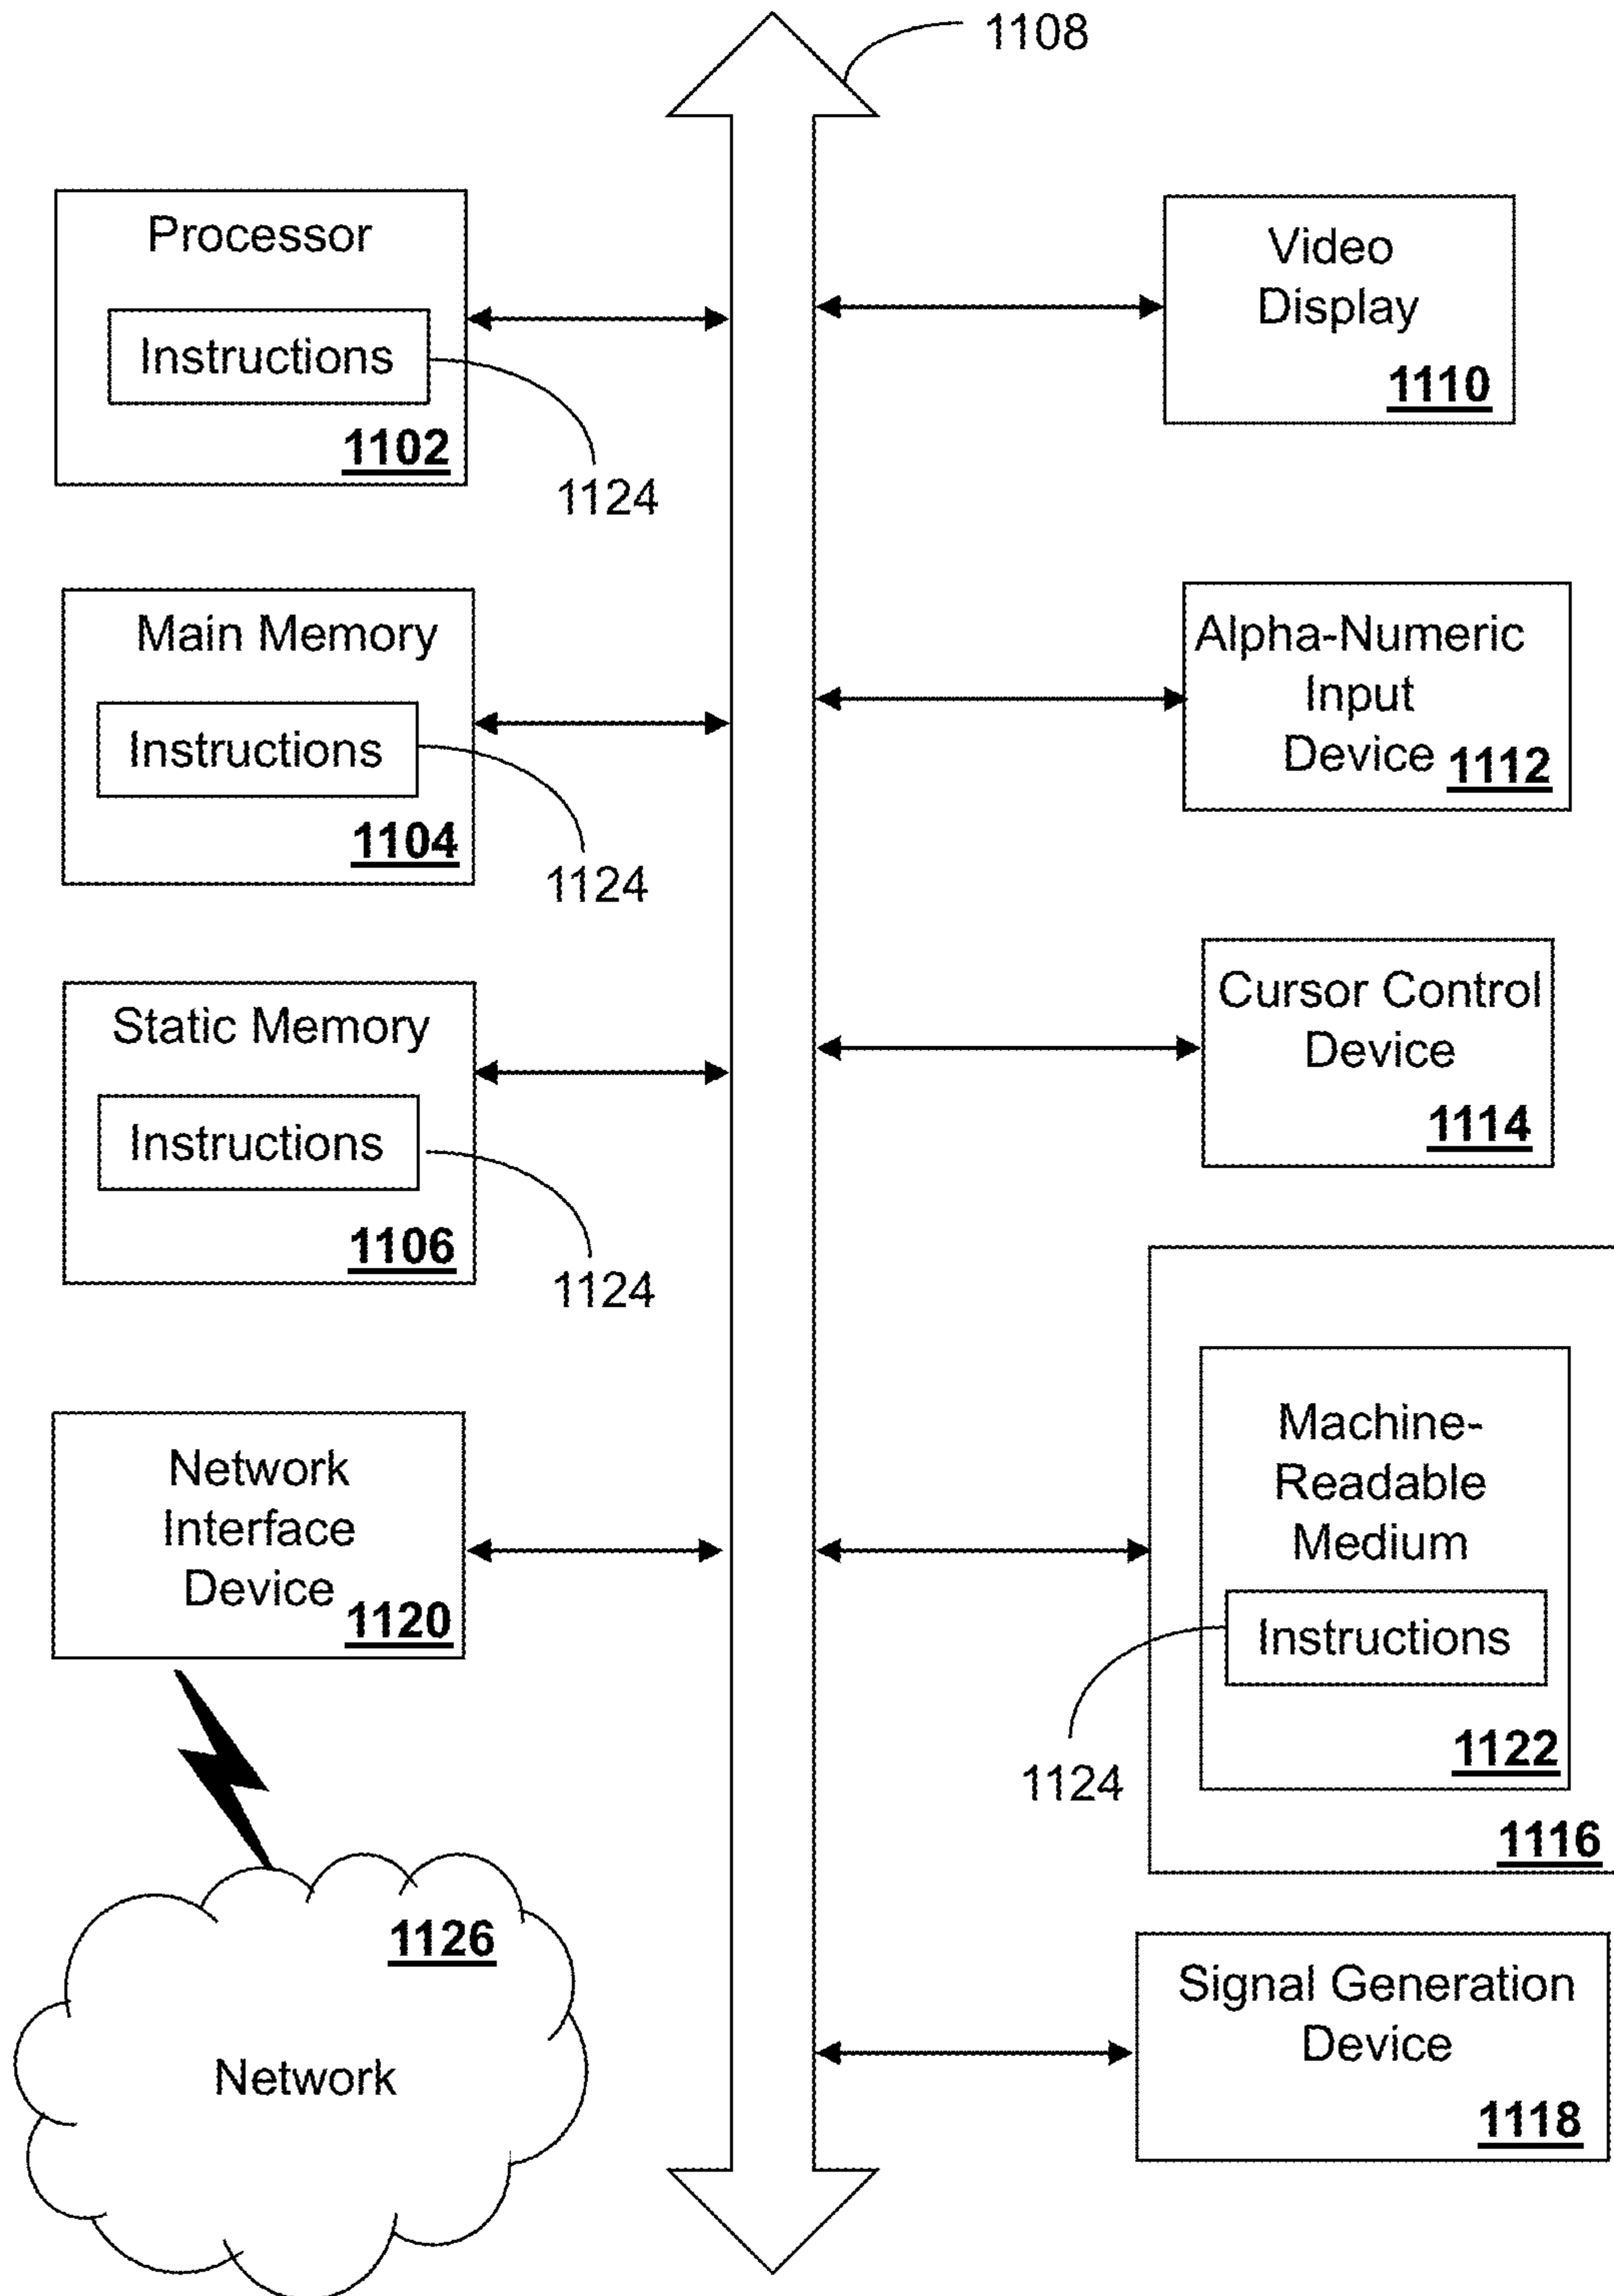 1108
Processor
Instructions
1102
1124
Main Memory
Instructions
1104
1124
Static Memory
Instructions
1106
1124
Network
Interface
Device
1120
1126
Network
Video
Display
1110
Alpha-Numeric
Input
Device 1112
Cursor Control
Device
1114
Machine-
Readable
Medium
Instructions
1122
1124
1116
Signal Generation
Device
1118